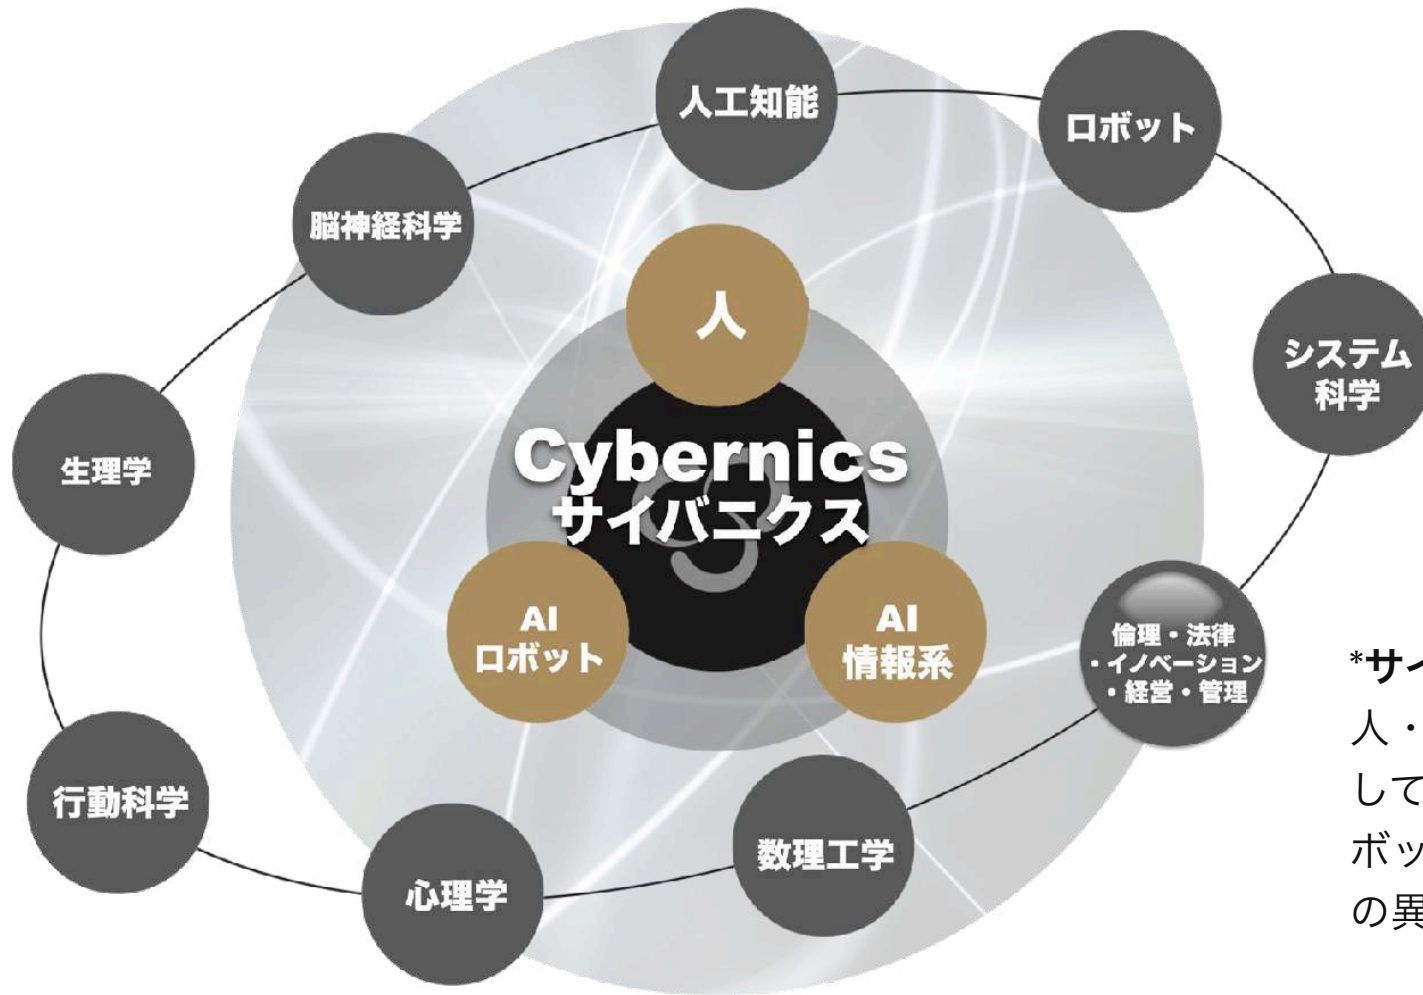 人工知能
ロボット
脳神経科学
人
システム
科学
Cybernics
サイバニクス
生理学
AI
ロボット
AI
情報系
倫理・法律
・イノベーション
・経営・管理
*サイ
人・
して
ボッ
の異
行動科学
数理工学
心理学